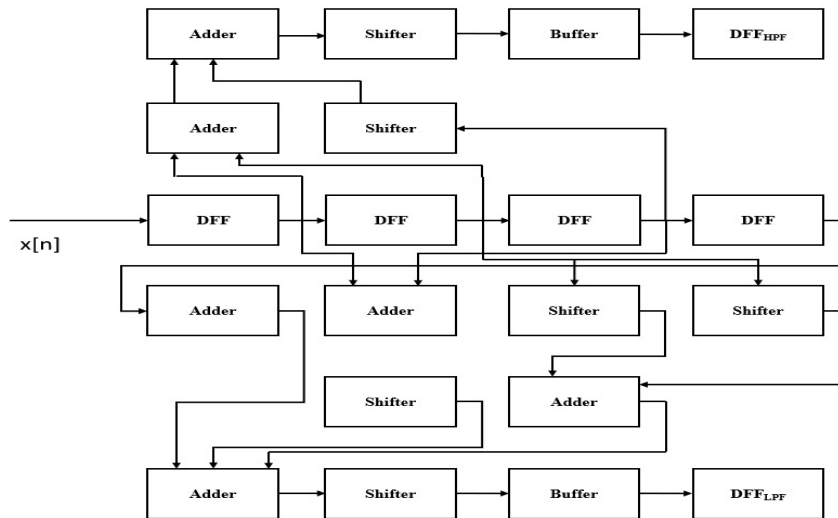 Adder Shifter Buffer DFFHPF
Adder Shifter
DFF DFF DFF DFF
x[n]
Adder Adder Shifter Shifter
Shifter Adder
Adder Shifter Buffer DFFLPF